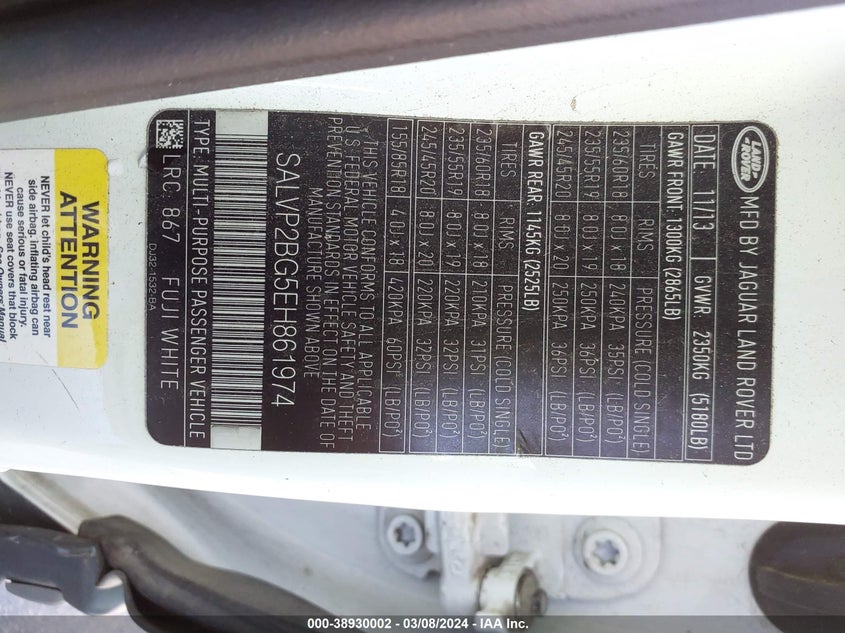 LAND
ROVER
MFD BY JAGUAR LAND ROVER LTD
DATE 11/13 GVWR 2350KG (5180LB)
GAWR FRONT: 1300KG (2865LB)
TIRES RIMS PRESSURE (COLD SINGLE)
235/60R18 8.0J x 18 240KPA 35PSI (LB/PO²)
235/55R19 8.0J x 19 250KPA 36PSI (LB/PO²)
245/45R20 8.0J x 20 250KPA 36PSI (LB/PO²)
GAWR REAR: 1145KG (2525LB)
TIRES RIMS PRESSURE (COLD SINGLE)
235/60R18 8.0J x 18 210KPA 31PSI (LB/PO²)
235/55R19 8.0J x 19 220KPA 32PSI (LB/PO²)
245/45R20 8.0J x 20 220KPA 32PSI (LB/PO²)
185/85R18 4.0J x 18 420KPA 60PSI (LB/PO²)
THIS VEHICLE CONFORMS TO ALL APPLICABLE
U.S FEDERAL MOTOR VEHICLE SAFETY AND THEFT
PREVENTION STANDARDS IN EFFECT ON THE DATE OF
MANUFACTURE SHOWN ABOVE
SALVP2BG5EH861974
TYPE: MULTI-PURPOSE PASSENGER VEHICLE
LRC 867 FUJI WHITE
DJ32-1532-BA
WARNING
ATTENTION
NEVER let child's head rest near
side airbag. inflating airbag can
cause serious or fatal injury.
NEVER use seat covers that block
See Owners' Manual
000-38930002 - 03/08/2024 - IAA Inc.